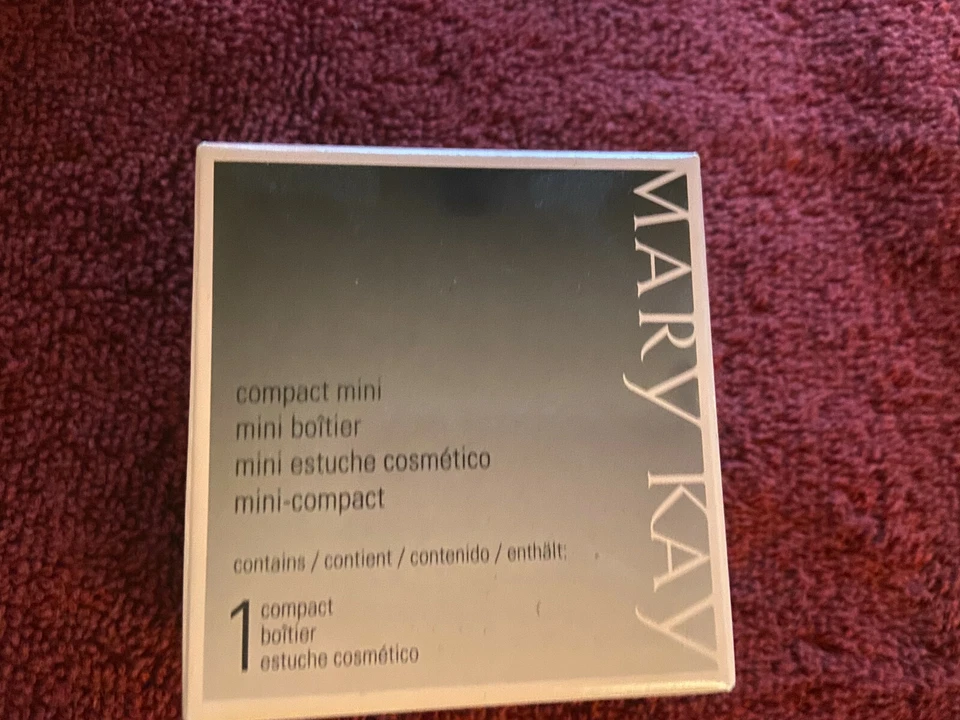 MARY KAY
compact mini
mini boîtier
mini estuche cosmético
mini-compact
contains / contient / contenido / enthält:
1 compact
boîtier
estuche cosmético